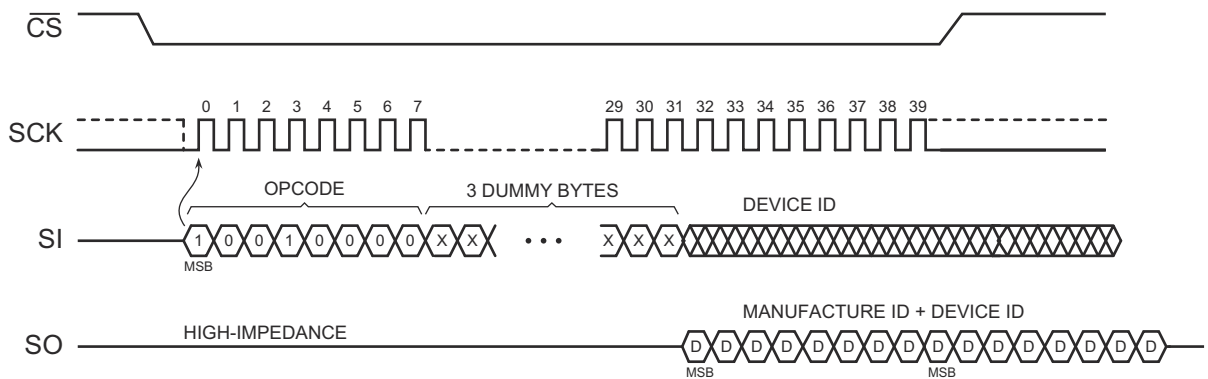 CS
0 1 2 3 4 5 6 7 29 30 31 32 33 34 35 36 37 38 39
SCK
OPCODE 3 DUMMY BYTES DEVICE ID
SI 1 0 0 1 0 0 0 0 X X • • • X X X
MSB
HIGH-IMPEDANCE MANUFACTURE ID + DEVICE ID
SO D D D D D D D D D D D D D D D D
MSB MSB